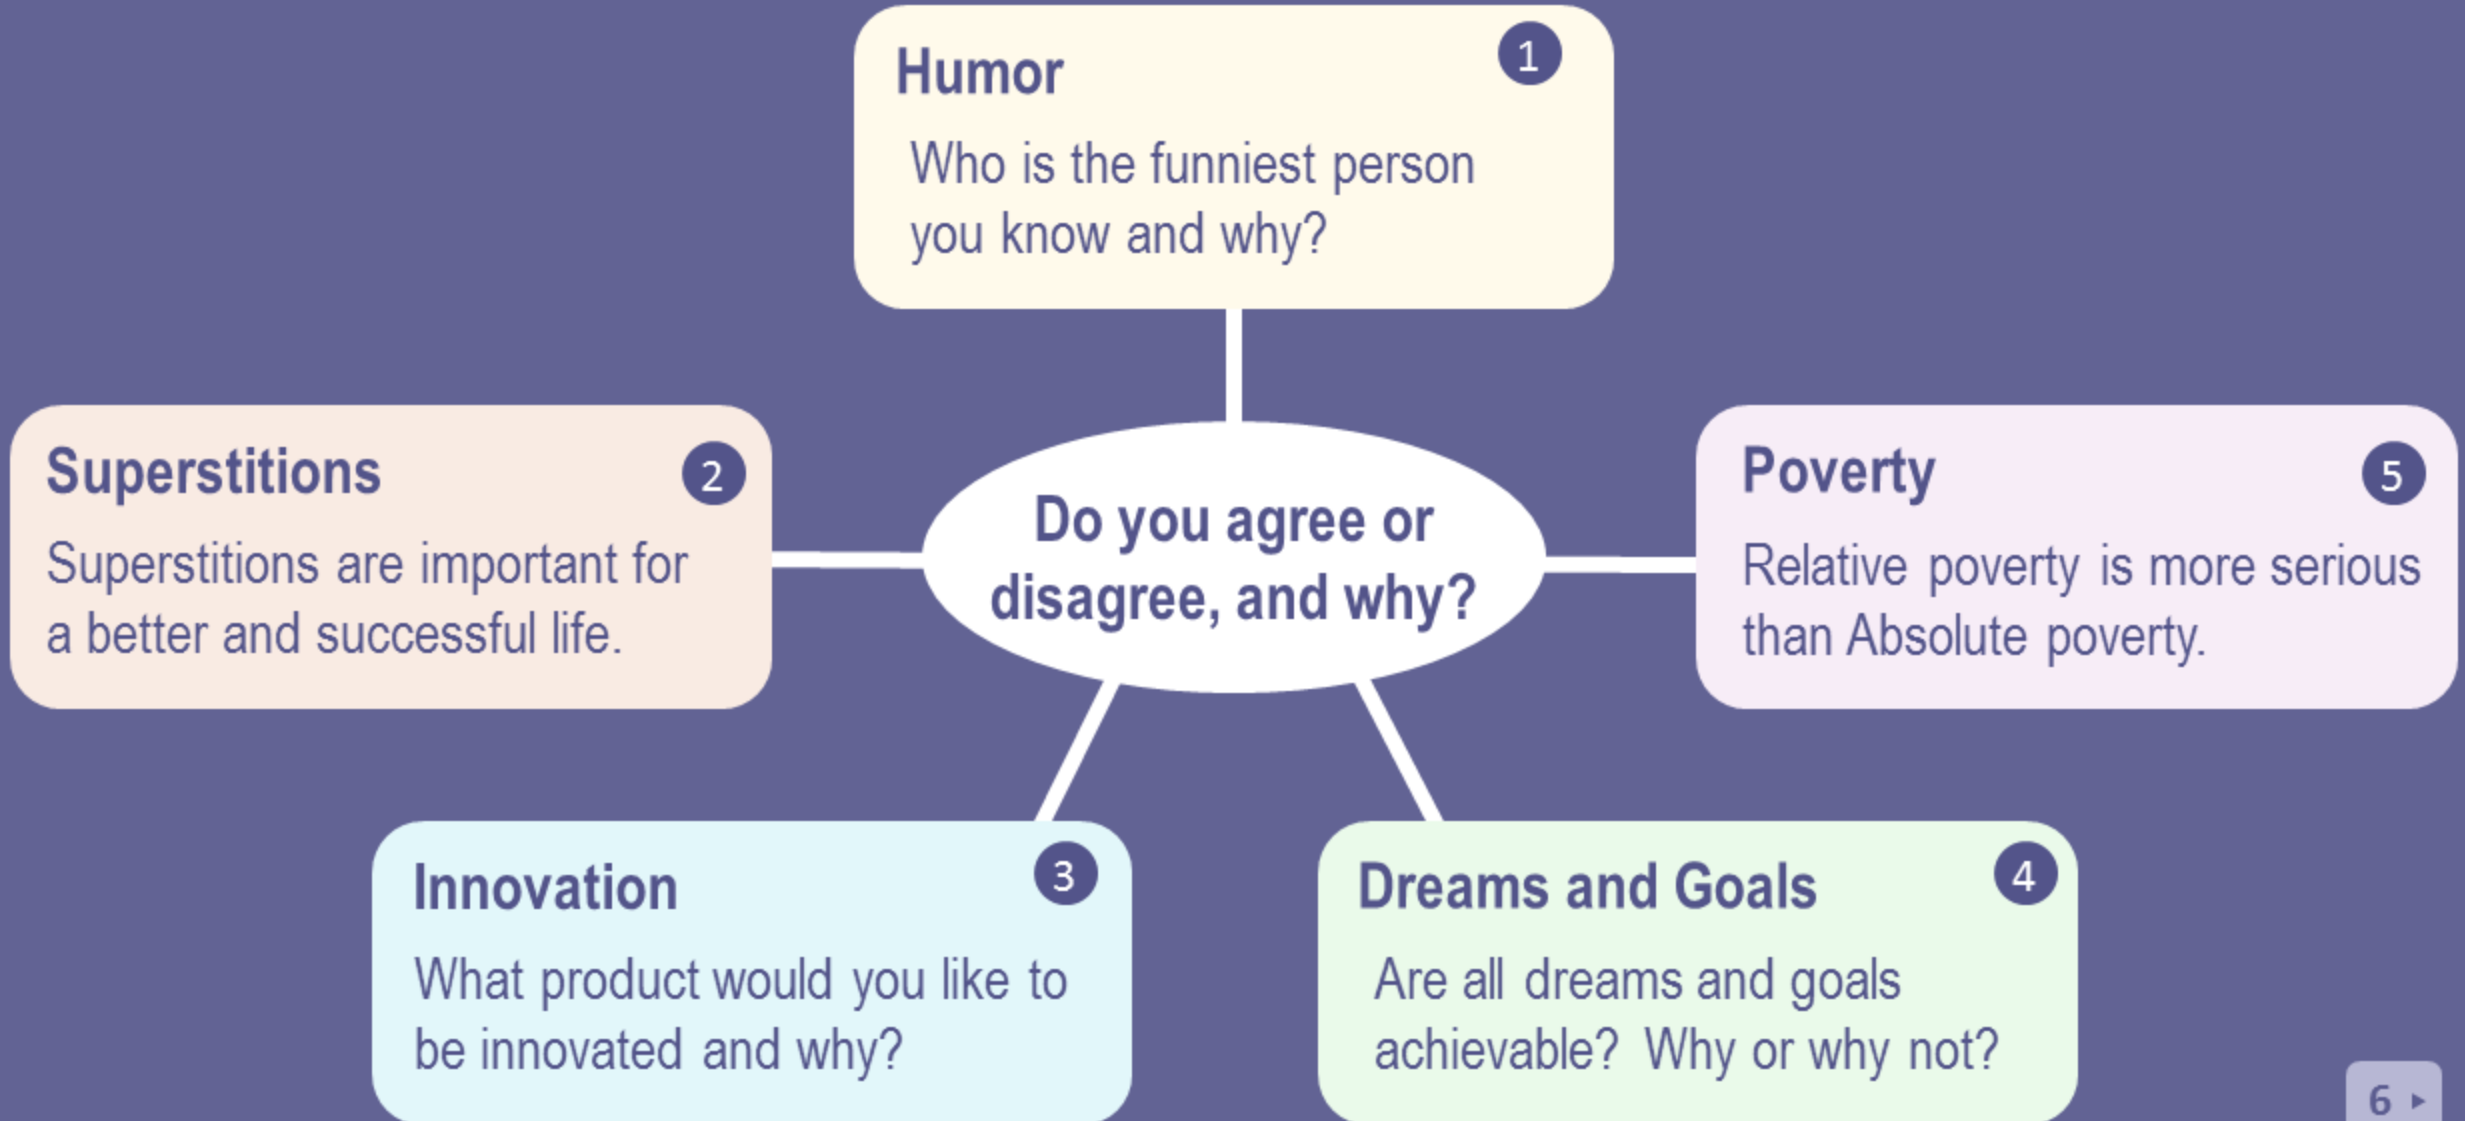 Humor
1
Who is the funniest person
you know and why?
Superstitions
2
Superstitions are important for
a better and successful life.
Do you agree or
disagree, and why?
Poverty
5
Relative poverty is more serious
than Absolute poverty.
Innovation
3
What product would you like to
be innovated and why?
Dreams and Goals
4
Are all dreams and goals
achievable? Why or why not?
6